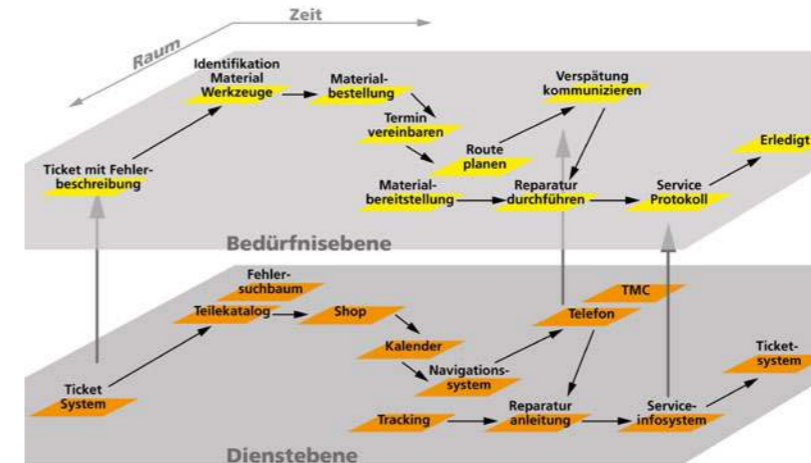 Zeit
Raum
Identifikation
Material
Werkzeuge
Material-
bestellung
Verspätung
kommunizieren
Termin
vereinbaren
Route
planen
Erledigt
Ticket mit Fehler-
beschreibung
Material-
bereitstellung
Reparatur
durchführen
Service
Protokoll
Bedürfnisebene
Fehler-
suchbaum
Teilekatalog
Shop
TMC
Telefon
Kalender
Navigations-
system
Ticket-
system
Ticket
System
Tracking
Reparatur
anleitung
Service-
infosystem
Dienstebene